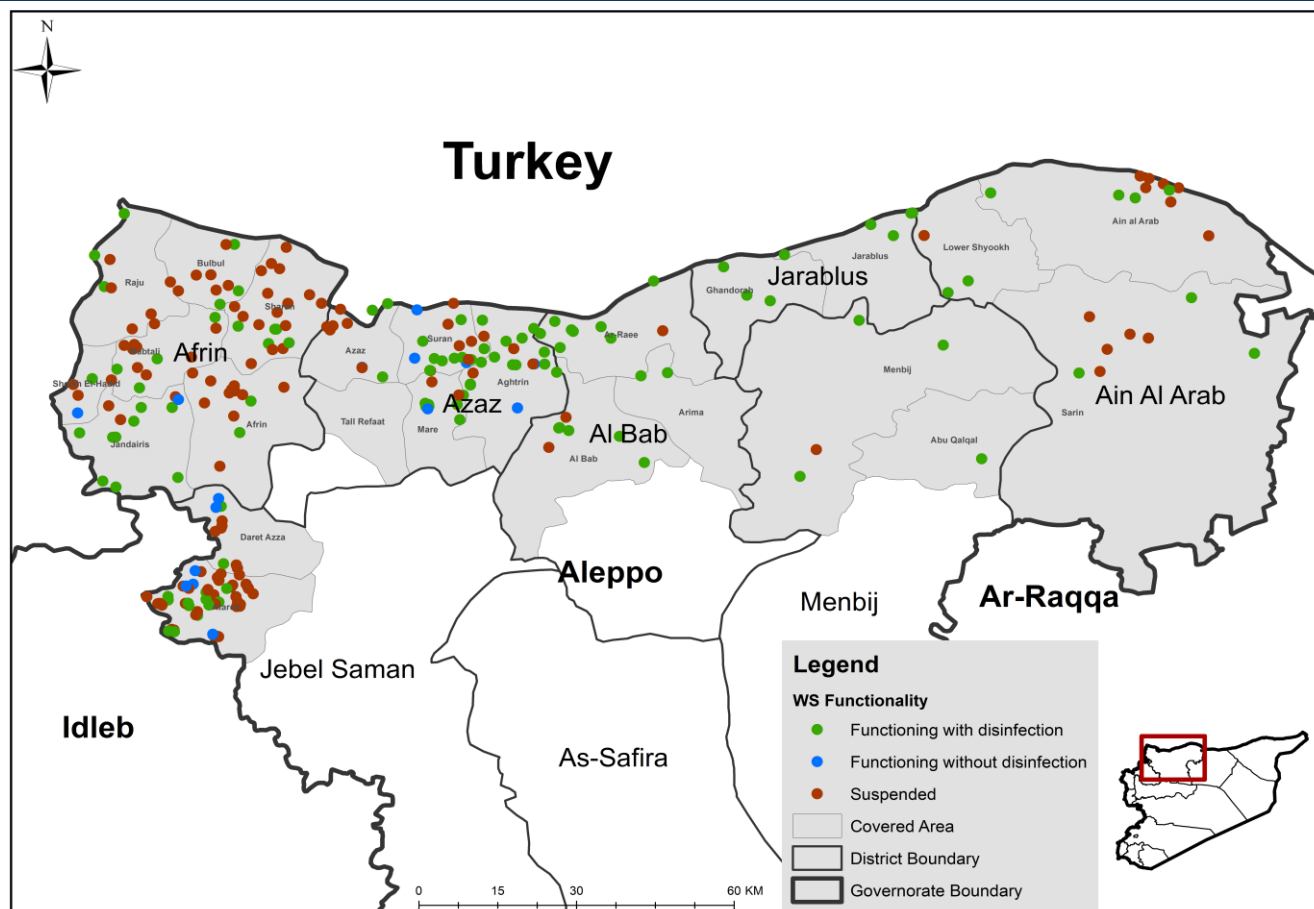 N
Turkey
Ain al Arab
Jarablus
Lower Shyookh
Bulbul
Raju
Jarablus
Ghandorah
Sharan
Suran
Ar-Raee
Azaz
Afrin
Menbij
Aghtrin
Ain Al Arab
Azaz
Arima
Sarin
Tall Refaat
Mare
Afrin
Al Bab
Abu Qalqal
Jandairis
Al Bab
Daret Azza
Aleppo
Ar-Raqqa
Menbij
Jebel Saman
Idleb
As-Safira
Legend
WS Functionality
Functioning with disinfection
Functioning without disinfection
Suspended
Covered Area
District Boundary
Governorate Boundary
0 15 30 60 KM